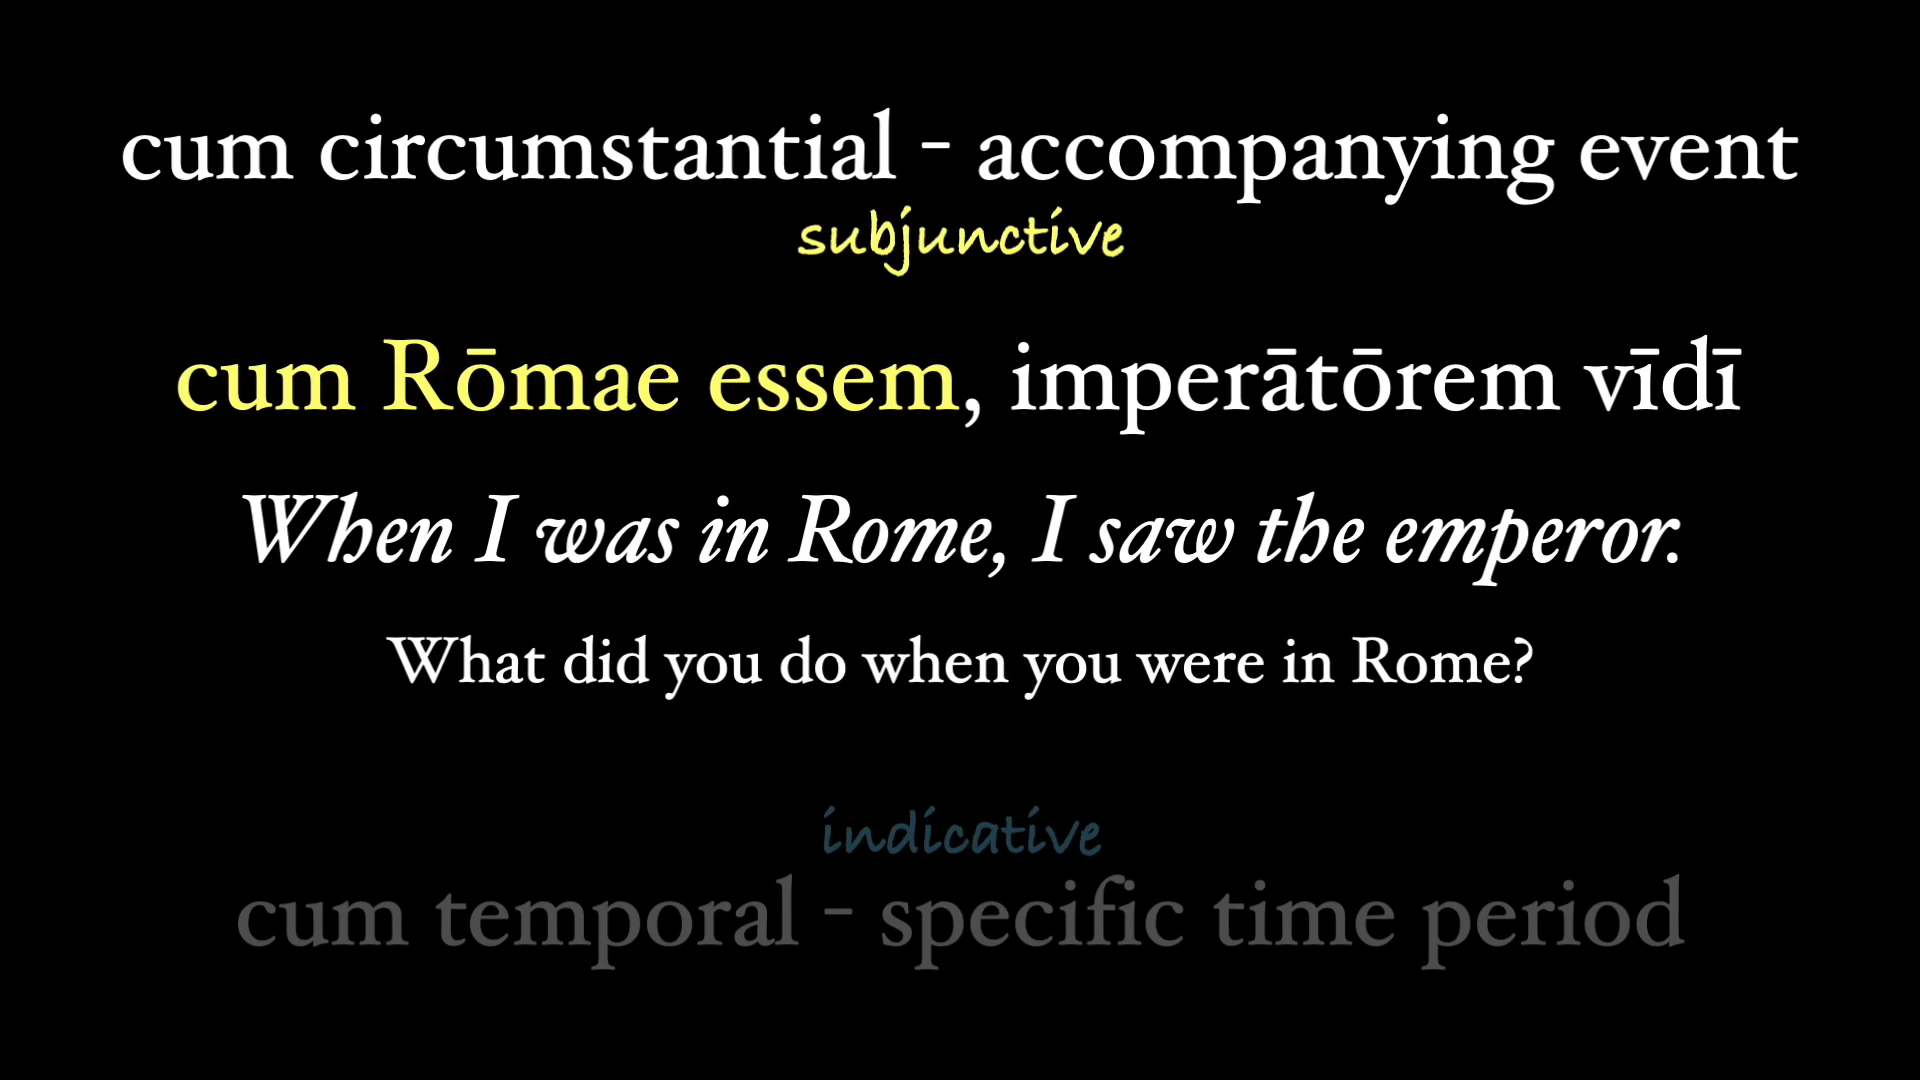 cum circumstantial - accompanying event
subjunctive
cum Rōmae essem, imperātōrem vīdī
When I was in Rome, I saw the emperor.
What did you do when you were in Rome?
indicative
cum temporal - specific time period